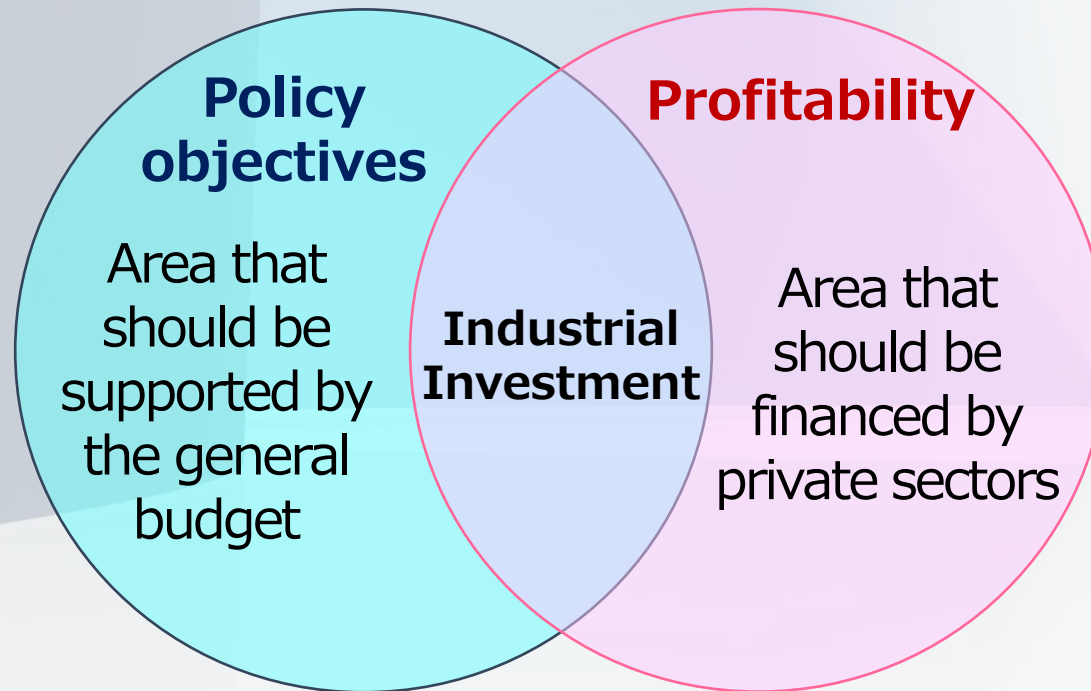 Policy
objectives
Area that
should be
supported by
the general
budget
Industrial
Investment
Profitability
Area that
should be
financed by
private sectors